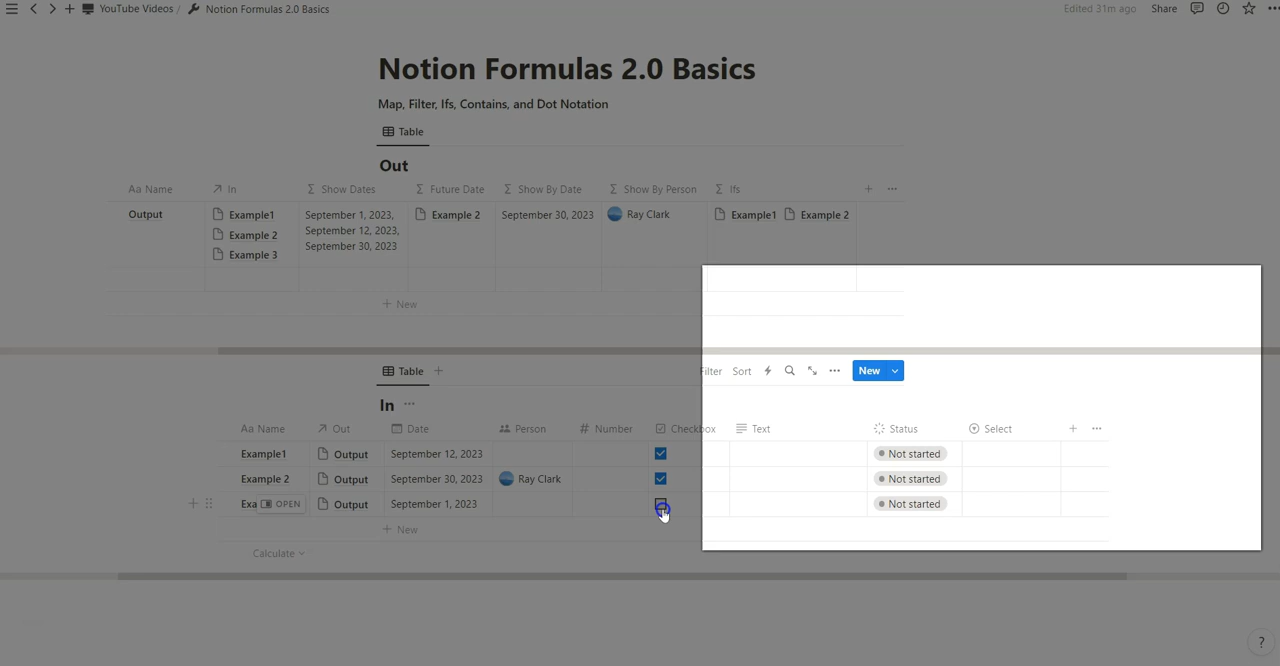 YouTube Videos / Notion Formulas 2.0 Basics Edited 31m ago Share
Notion Formulas 2.0 Basics
Map, Filter, Ifs, Contains, and Dot Notation
Table
Out
Aa Name In Σ Show Dates Σ Future Date Σ Show By Date Σ Show By Person Σ Ifs
Output Example1 September 1, 2023, Example 2 September 30, 2023 Ray Clark Example1 Example 2
Example 2 September 12, 2023,
Example 3 September 30, 2023
+ New
Table Filter Sort New
In
Aa Name Out Date Person # Number Checkbox Text Status Select
Example1 Output September 12, 2023 Not started
Example 2 Output September 30, 2023 Ray Clark Not started
Exa OPEN Output September 1, 2023 Not started
+ New
Calculate
?